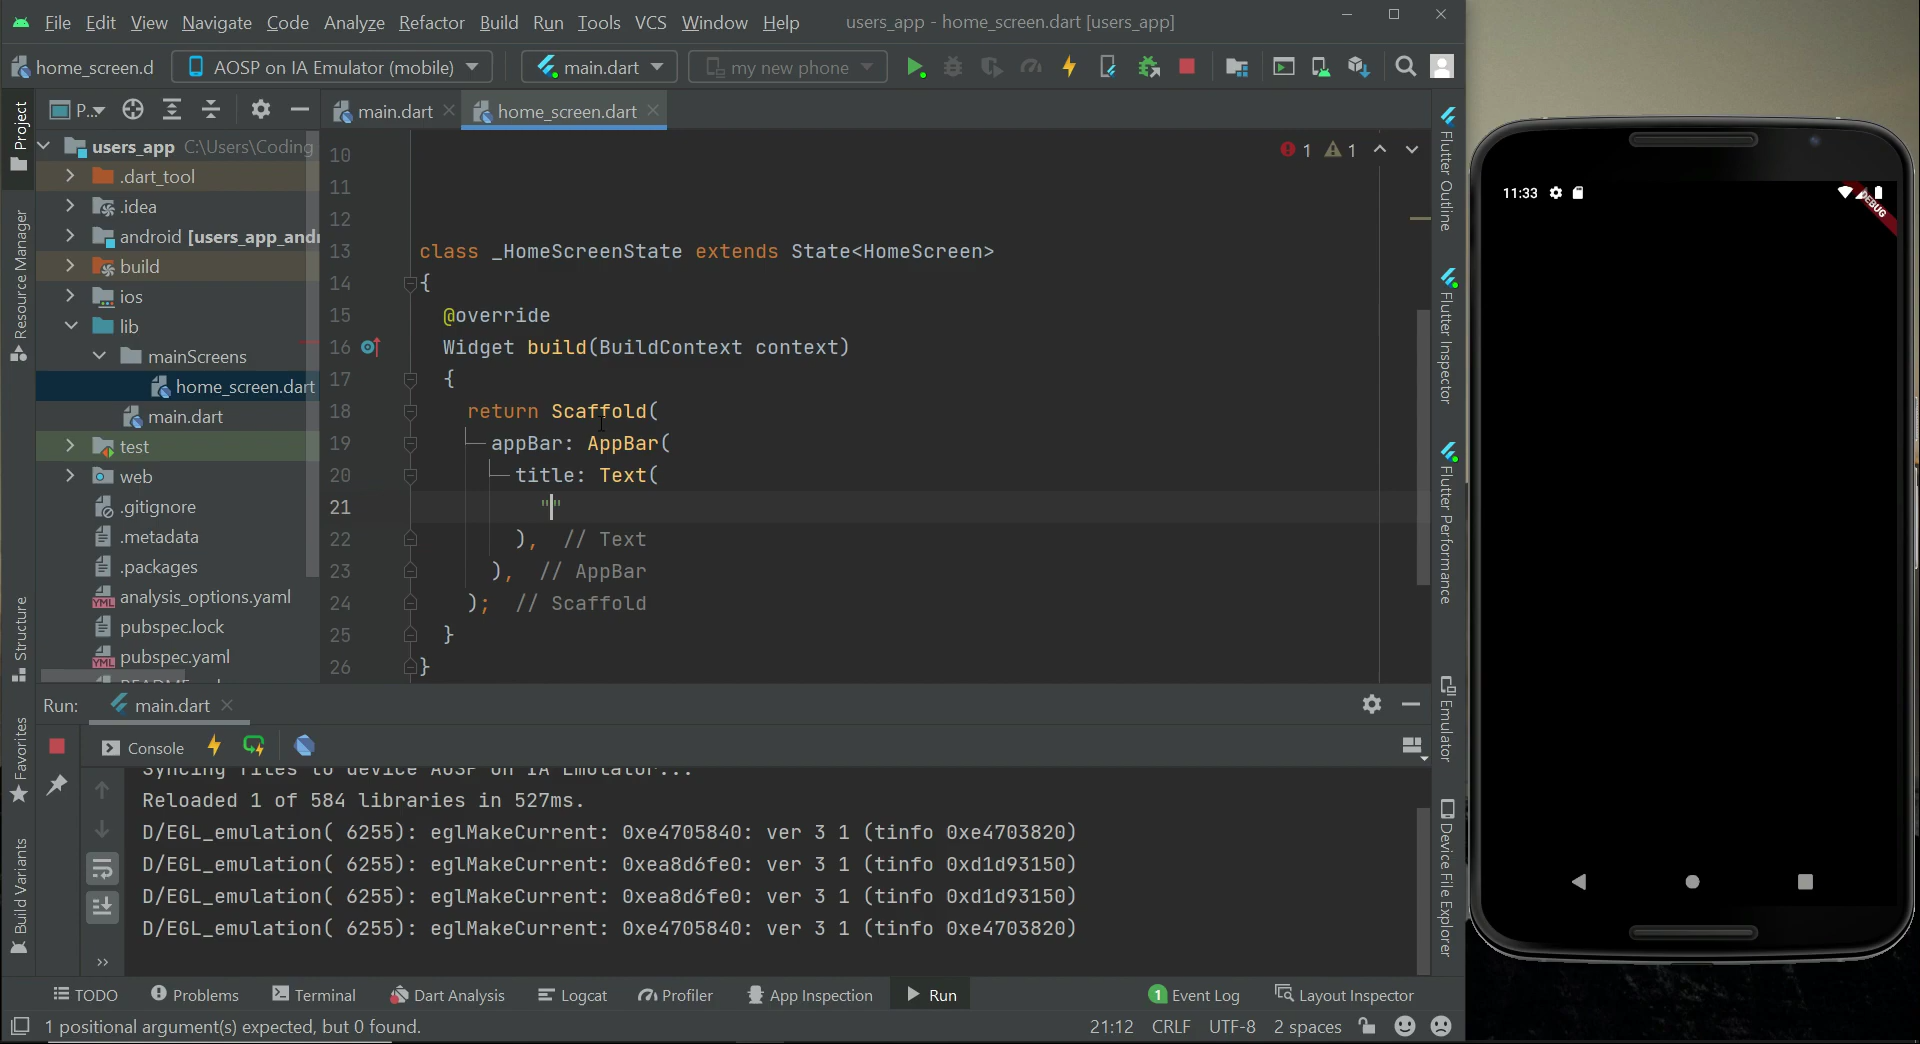 File Edit View Navigate Code Analyze Refactor Build Run Tools VCS Window Help users_app - home_screen.dart [users_app]
home_screen.d AOSP on IA Emulator (mobile) main.dart my new phone
P... main.dart home_screen.dart
Project
Resource Manager
Structure
Favorites
Build Variants
users_app C:\Users\Coding
.dart_tool
.idea
android [users_app_andr
build
ios
lib
mainScreens
home_screen.dart
main.dart
test
web
.gitignore
.metadata
.packages
analysis_options.yaml
pubspec.lock
pubspec.yaml
1 1
10
11
12
13 class _HomeScreenState extends State<HomeScreen>
14 {
15 @override
16 Widget build(BuildContext context)
17 {
18 return Scaffold(
19 appBar: AppBar(
20 title: Text(
21 ""
22 ), // Text
23 ), // AppBar
24 ); // Scaffold
25 }
26 }
Flutter Outline
Flutter Inspector
Flutter Performance
Emulator
Device File Explorer
11:33
DEBUG
Run: main.dart
Console
Syncing files to device AOSP on IA Emulator...
Reloaded 1 of 584 libraries in 527ms.
D/EGL_emulation( 6255): eglMakeCurrent: 0xe4705840: ver 3 1 (tinfo 0xe4703820)
D/EGL_emulation( 6255): eglMakeCurrent: 0xea8d6fe0: ver 3 1 (tinfo 0xd1d93150)
D/EGL_emulation( 6255): eglMakeCurrent: 0xea8d6fe0: ver 3 1 (tinfo 0xd1d93150)
D/EGL_emulation( 6255): eglMakeCurrent: 0xe4705840: ver 3 1 (tinfo 0xe4703820)
TODO Problems Terminal Dart Analysis Logcat Profiler App Inspection Run 1 Event Log Layout Inspector
1 positional argument(s) expected, but 0 found. 21:12 CRLF UTF-8 2 spaces